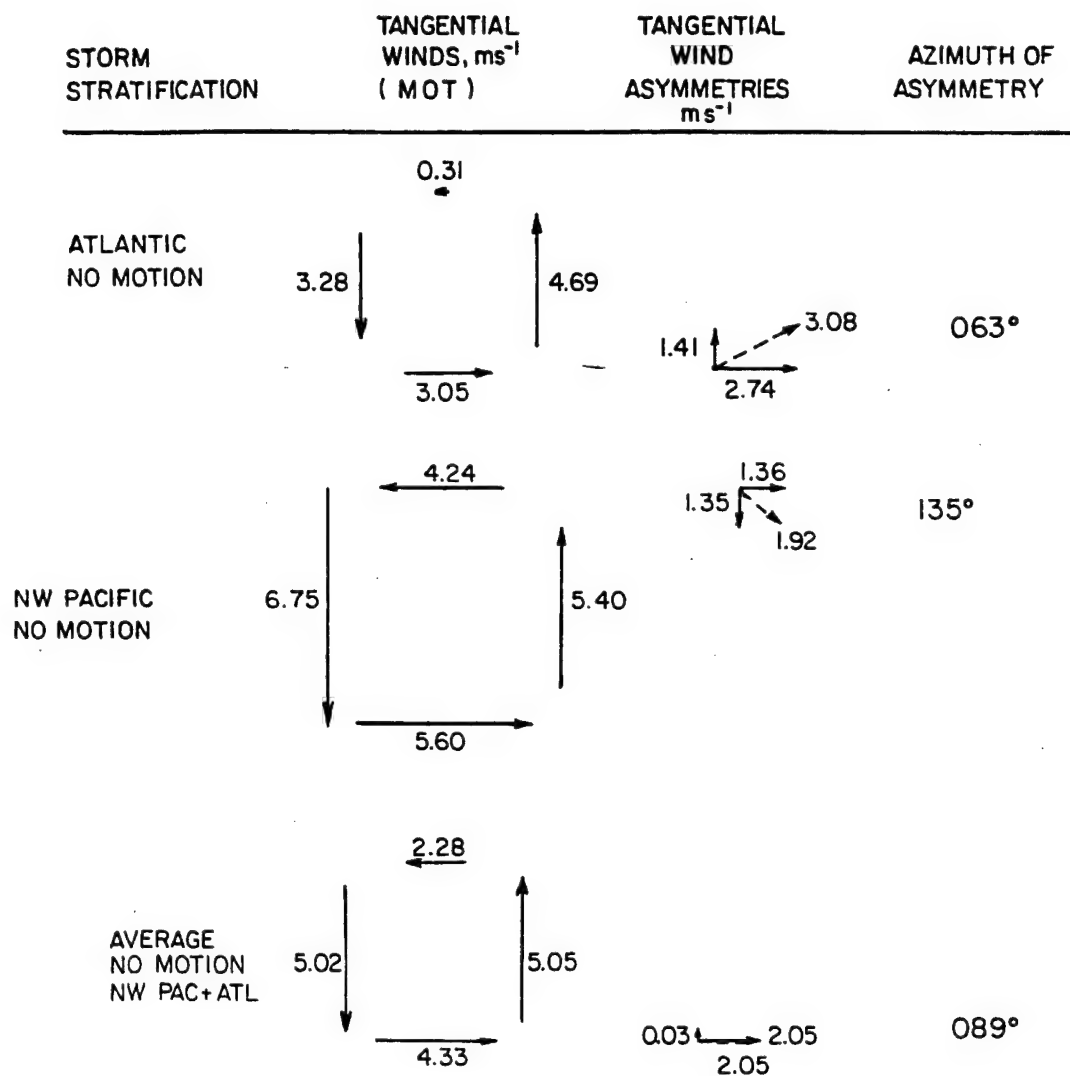 STORM
STRATIFICATION
TANGENTIAL
WINDS, ms⁻¹
( MOT )
TANGENTIAL
WIND
ASYMMETRIES
ms⁻¹
AZIMUTH OF
ASYMMETRY
ATLANTIC
NO MOTION
0.31
3.28
4.69
3.05
1.41
3.08
2.74
063°
NW PACIFIC
NO MOTION
4.24
6.75
5.40
5.60
1.36
1.35
1.92
135°
AVERAGE
NO MOTION
NW PAC+ATL
2.28
5.02
5.05
4.33
0.03
2.05
2.05
089°